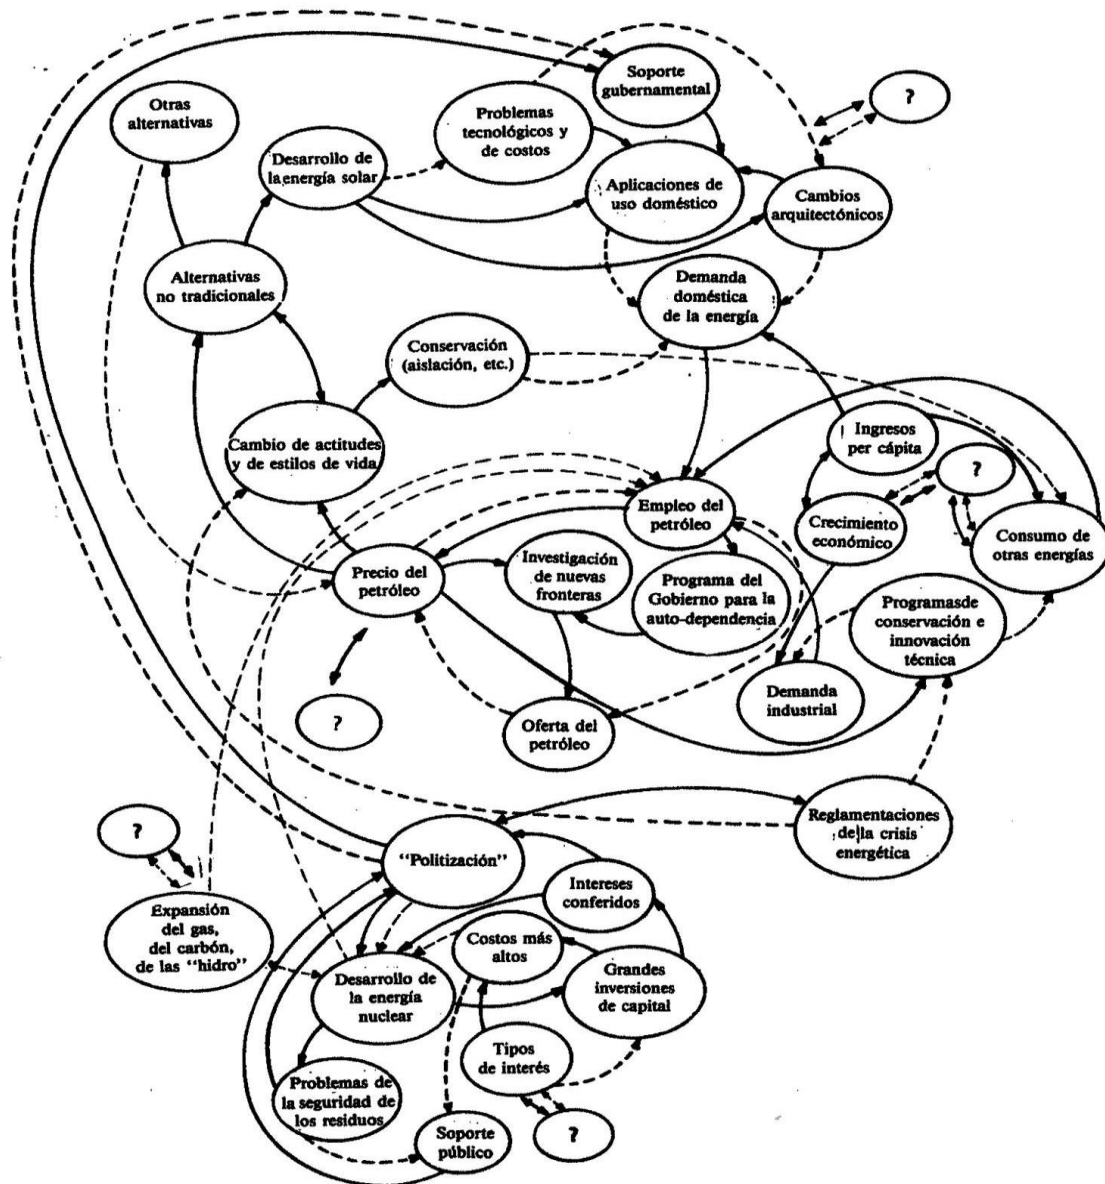 Soporte
gubernamental
?
Otras
alternativas
Problemas
tecnológicos y
de costos
Desarrollo de
la energía solar
Aplicaciones de
uso doméstico
Cambios
arquitectónicos
Alternativas
no tradicionales
Demanda
doméstica
de la energía
Conservación
(aislación, etc.)
Cambio de actitudes
y de estilos de vida
Ingresos
per cápita
?
Empleo del
petróleo
Crecimiento
económico
Consumo de
otras energías
Precio del
petróleo
Investigación
de nuevas
fronteras
Programa del
Gobierno para la
auto-dependencia
Programasde
conservación e
innovación
técnica
?
Oferta del
petróleo
Demanda
industrial
Reglamentaciones
de la crisis
energética
?
"Politización"
Intereses
conferidos
Expansión
del gas,
del carbón,
de las "hidro"
Costos más
altos
Desarrollo de
la energía
nuclear
Grandes
inversiones
de capital
Tipos
de interés
Problemas de
la seguridad de
los residuos
Soporte
público
?